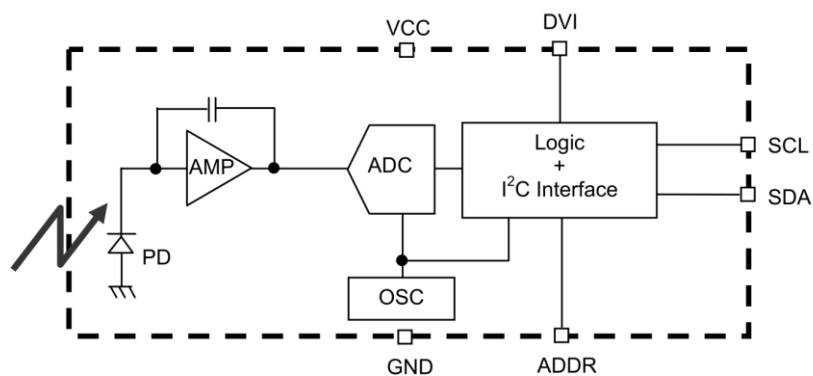 VCC
DVI
AMP
ADC
Logic
+
I²C Interface
SCL
SDA
PD
OSC
GND
ADDR